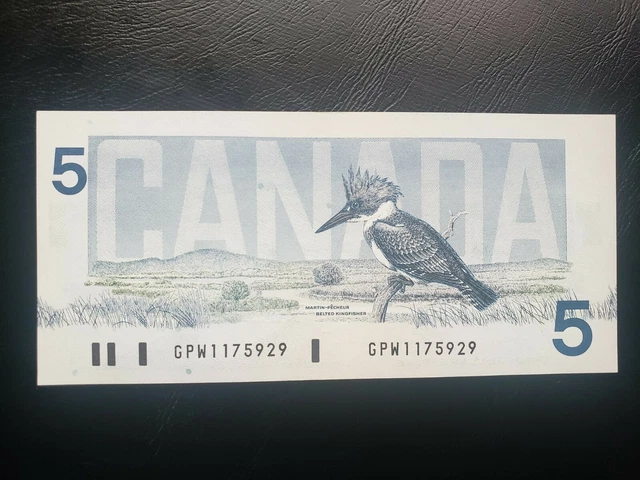 5
CANADA
MARTIN-PÊCHEUR
BELTED KINGFISHER
5
GPW1175929 GPW1175929